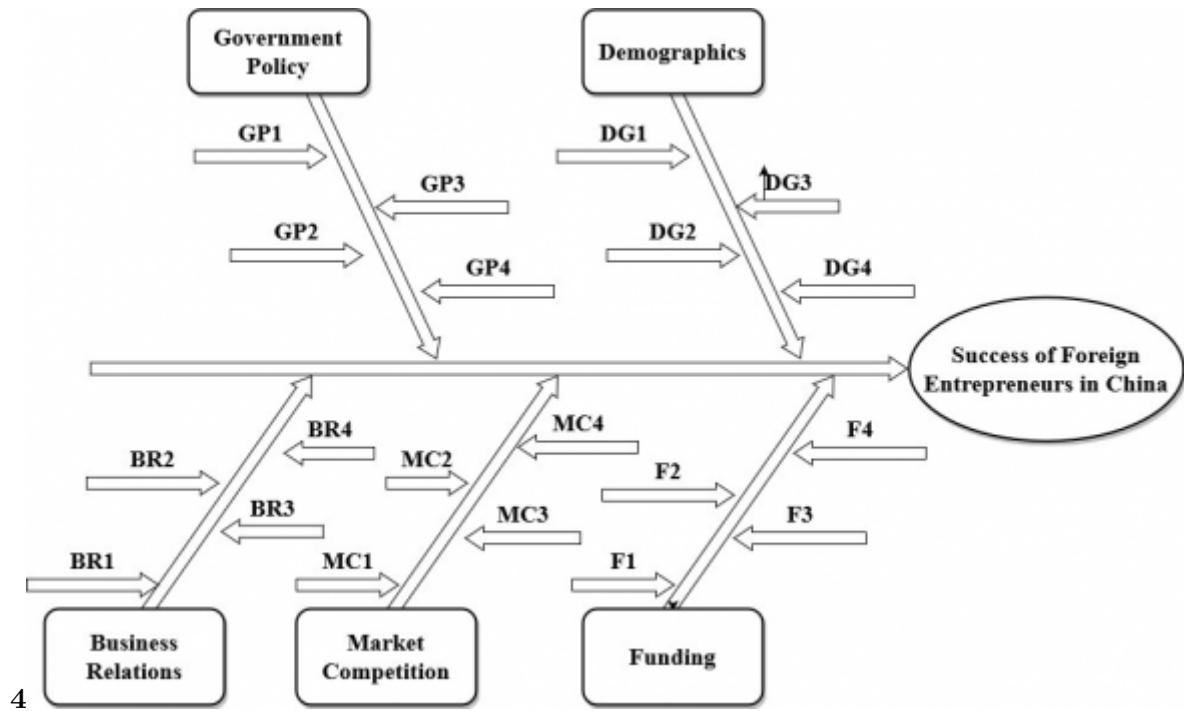 Government
Policy
Demographics
GP1
DG1
GP3
DG3
GP2
DG2
GP4
DG4
Success of Foreign
Entrepreneurs in China
BR4
MC4
F4
BR2
MC2
F2
BR3
MC3
F3
BR1
MC1
F1
Business
Relations
Market
Competition
Funding
4